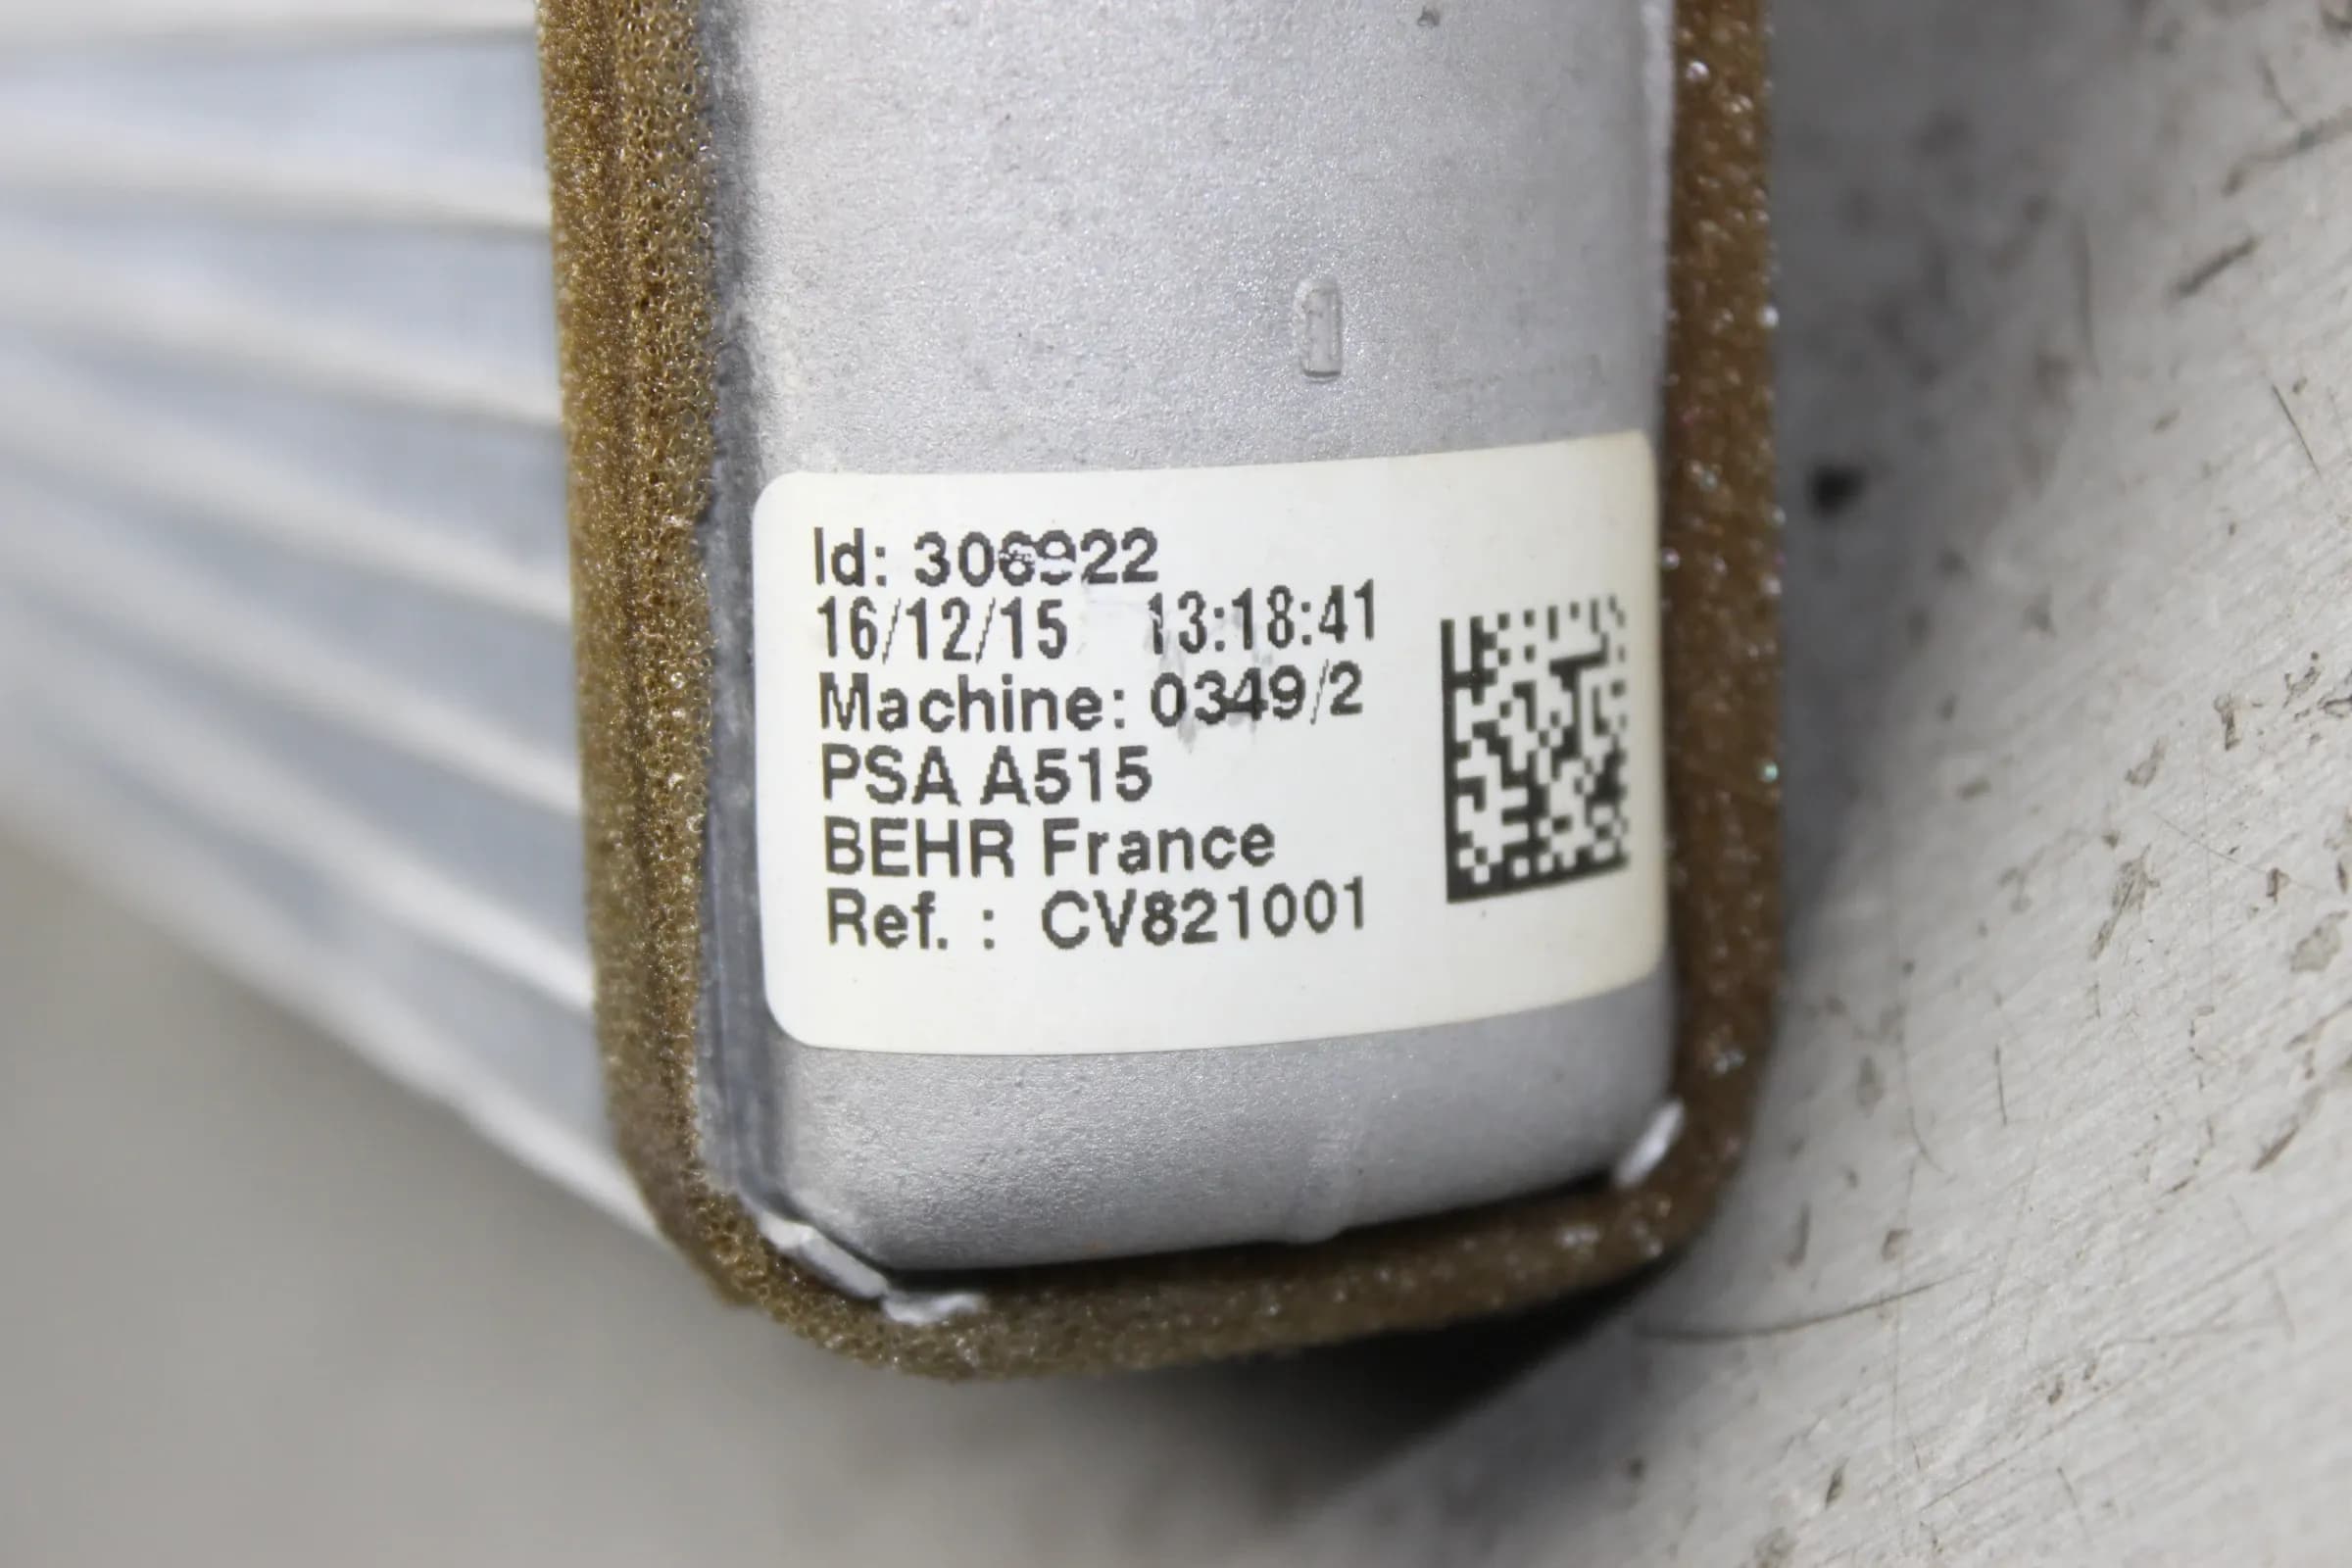 Id: 306922
16/12/15 13:18:41
Machine: 0349/2
PSA A515
BEHR France
Ref. : CV821001